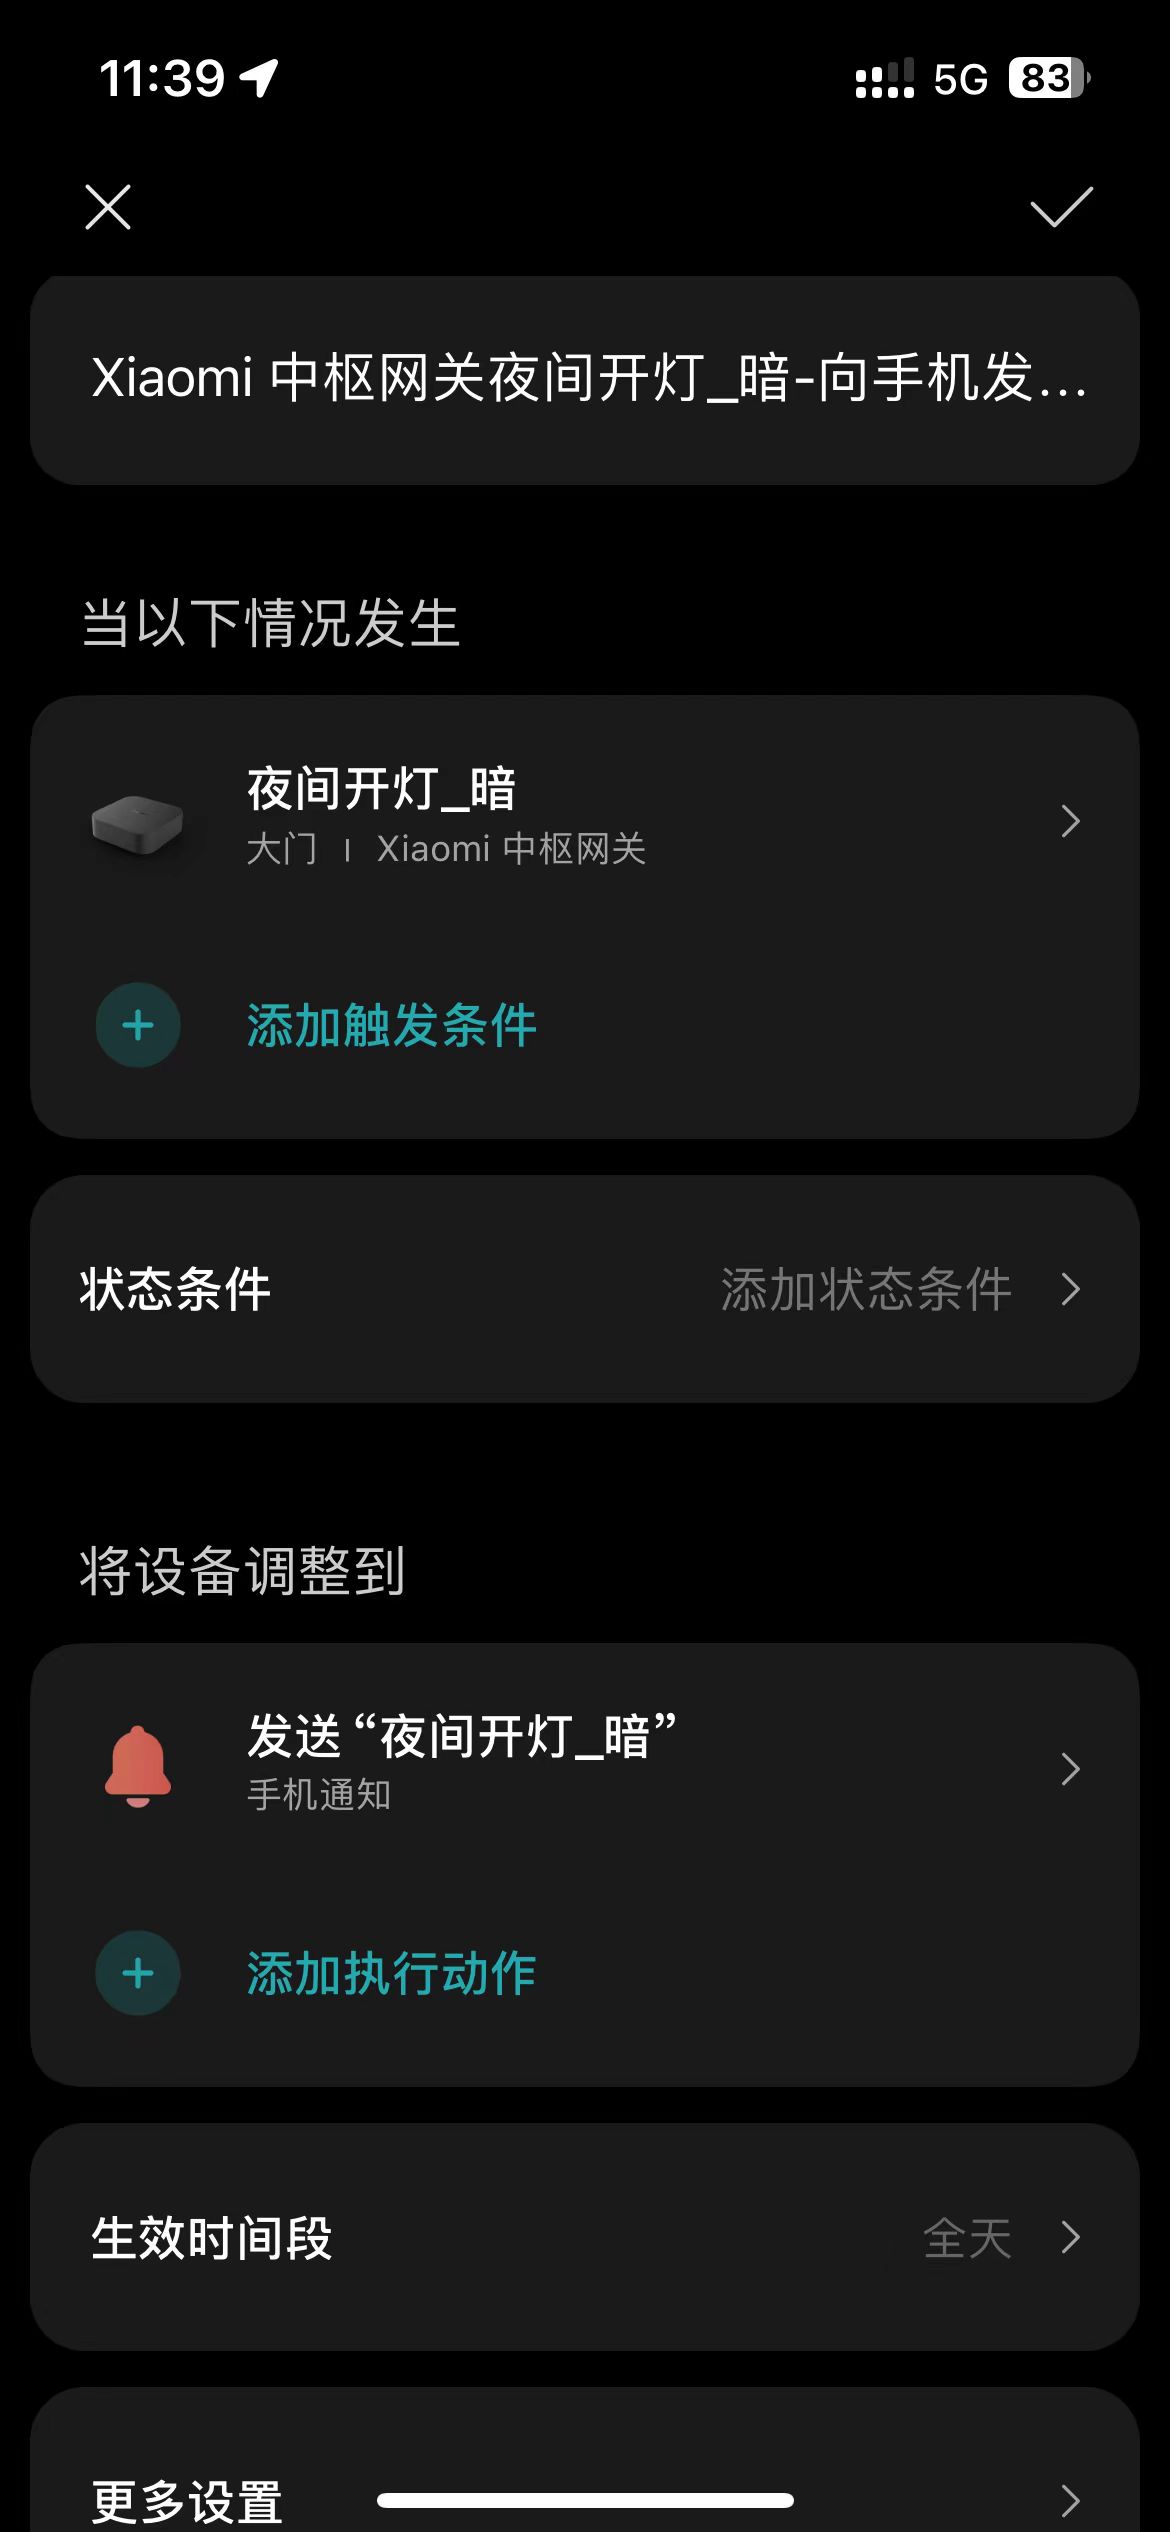 11:39
5G
83
Xiaomi 中枢网关夜间开灯_暗-向手机发...
当以下情况发生
夜间开灯_暗
大门 | Xiaomi 中枢网关
添加触发条件
状态条件 添加状态条件
将设备调整到
发送 “夜间开灯_暗”
手机通知
添加执行动作
生效时间段 全天
更多设置